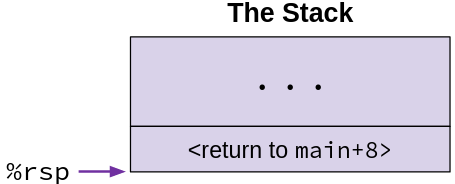 The Stack
. . .
<return to main+8>
%rsp